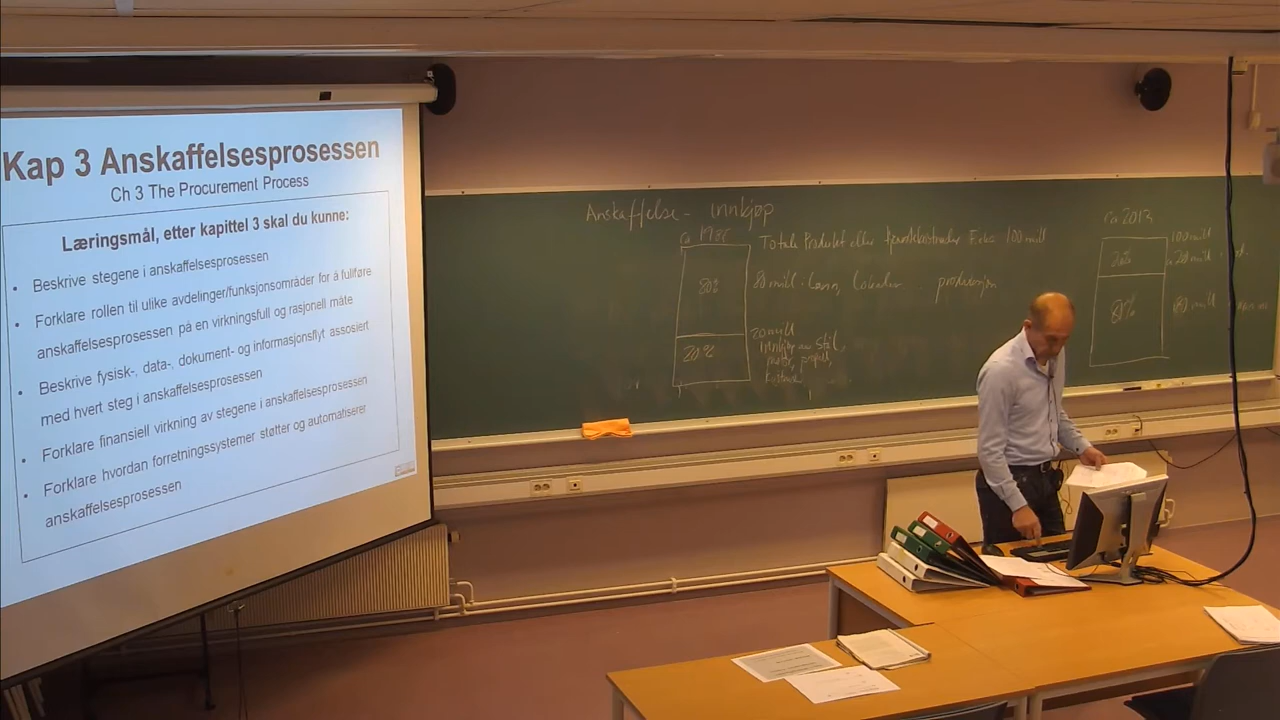 Kap 3 Anskaffelsesprosessen
Ch 3 The Procurement Process
Læringsmål, etter kapittel 3 skal du kunne:
• Beskrive stegene i anskaffelsesprosessen
• Forklare rollen til ulike avdelinger/funksjonsområder for å fullføre
anskaffelsesprosessen på en virkningsfull og rasjonell måte
• Beskrive fysisk-, data-, dokument- og informasjonsflyt assosiert
med hvert steg i anskaffelsesprosessen
• Forklare finansiell virkning av stegene i anskaffelsesprosessen
• Forklare hvordan forretningssystemer støtter og automatiserer
anskaffelsesprosessen
Anskaffelse - innkjøp
ca
Totale Produkt eller 100 mill
80%
80 mill. Lønn, produksjon
20%
20 mill
innkjøp av stål,
motor, propell,
ca 2013
100 mill
20%
80%